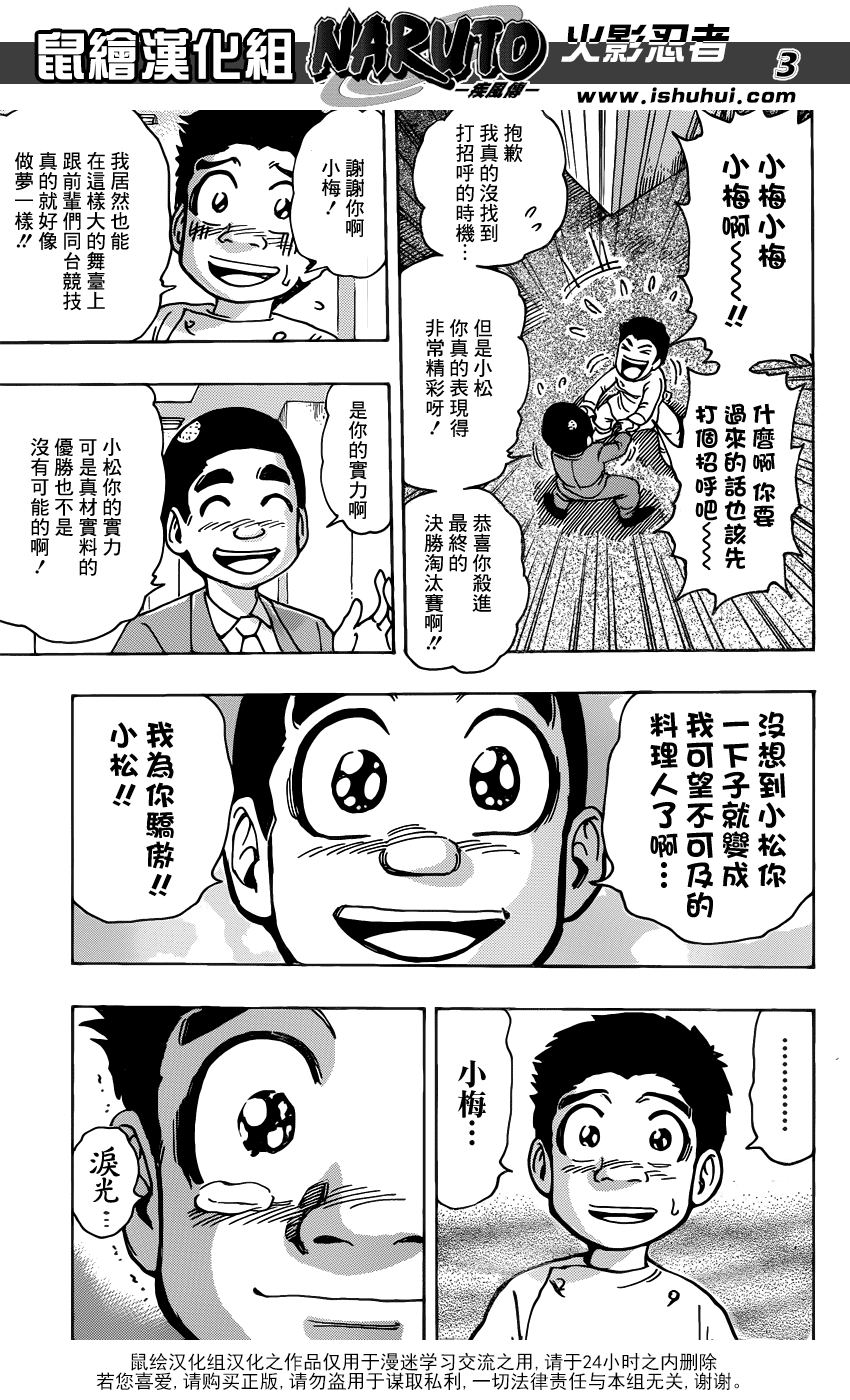 鼠繪漢化組
NARUTO
疾風傳
火影忍者
3
www.ishuhui.com
小梅小梅
小梅啊～～～!!
什麼啊 你要
過來的話也該先
打個招呼吧～～
抱歉
我真的沒找到
打招呼的時機…
但是小松
你真的表現得
非常精彩呀！
恭喜你殺進
最終的
決勝淘汰賽啊!!
謝謝你啊
小梅！
我居然也能
在這樣大的舞臺上
跟前輩們同台競技
真的就好像
做夢一樣!!
是你的實力啊
小松你的實力
可是真材實料的
優勝也不是
沒有可能的啊！
沒想到小松你
一下子就變成
我可望不可及的
料理人了啊…
我為你驕傲
小松!!
………
小梅…
淚光…
鼠绘汉化组汉化之作品仅用于漫迷学习交流之用,请于24小时之内删除
若您喜爱,请购买正版,请勿盗用于谋取私利,一切法律责任与本组无关,谢谢。